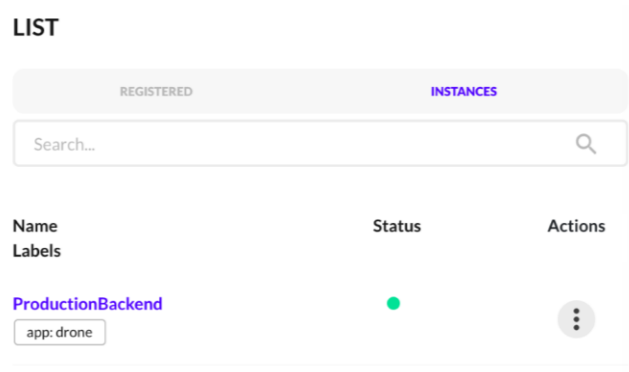 LIST
REGISTERED INSTANCES
Search...
Name Status Actions
Labels
ProductionBackend
app: drone